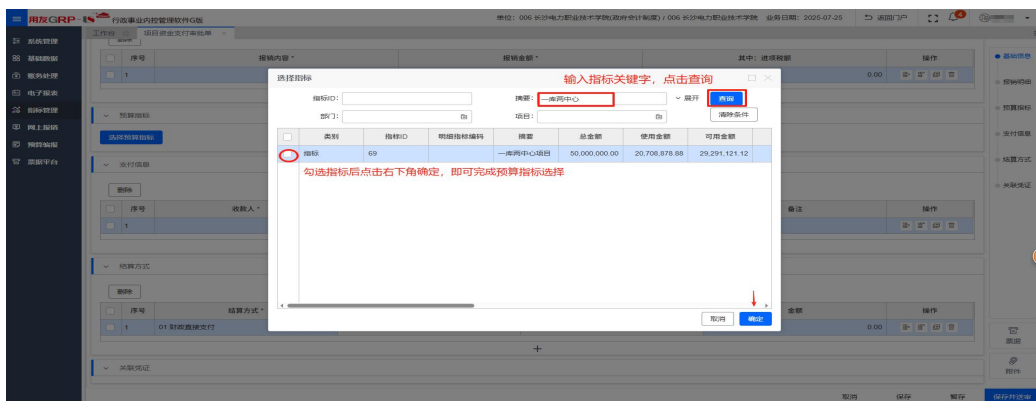 用友GRP-U8 行政事业内控管理软件G版 单位：006 长沙电力职业技术学院(政府会计制度) / 006 长沙电力职业技术学院 业务日期：2025-07-25 返回门户
工作台 项目资金支付审批单
系统管理
基础数据
账务处理
电子报表
指标管理
网上报销
预算编报
票据平台
序号 报销内容 * 报销金额 * 其中：进项税额 操作
1 0.00
预算指标
选择预算指标
支付信息
删除
序号 收款人 * 备注 操作
1
结算方式
删除
序号 结算方式 * 金额 操作
1 01 财政直接支付 0.00
+
关联凭证
选择指标
输入指标关键字，点击查询
指标ID： 摘要： 一库两中心 展开 查询
部门： 项目： 清除条件
类别 指标ID 明细指标编码 摘要 总金额 使用金额 可用金额
指标 69 一库两中心项目 50,000,000.00 20,708,878.88 29,291,121.12
勾选指标后点击右下角确定，即可完成预算指标选择
取消 确定
基础信息
报销明细
预算指标
支付信息
结算方式
关联凭证
票据
附件
取消 保存 暂存 保存并送审